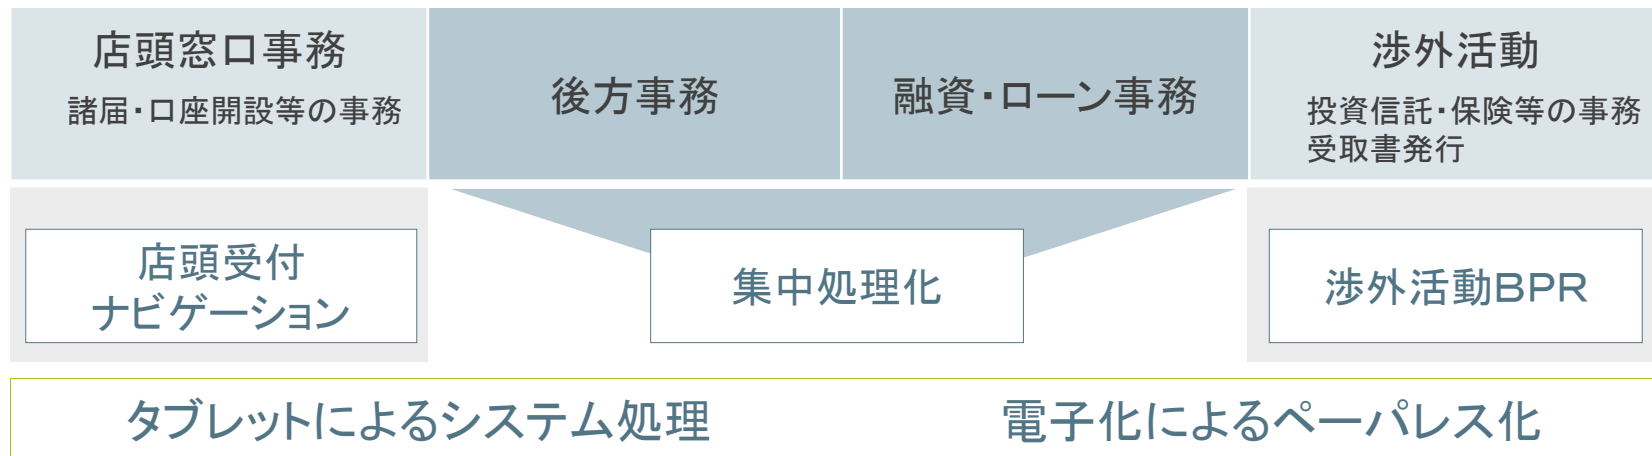 店頭窓口事務
諸届・口座開設等の事務
後方事務
融資・ローン事務
渉外活動
投資信託・保険等の事務
受取書発行
店頭受付
ナビゲーション
集中処理化
渉外活動ＢＰＲ
タブレットによるシステム処理
電子化によるペーパレス化